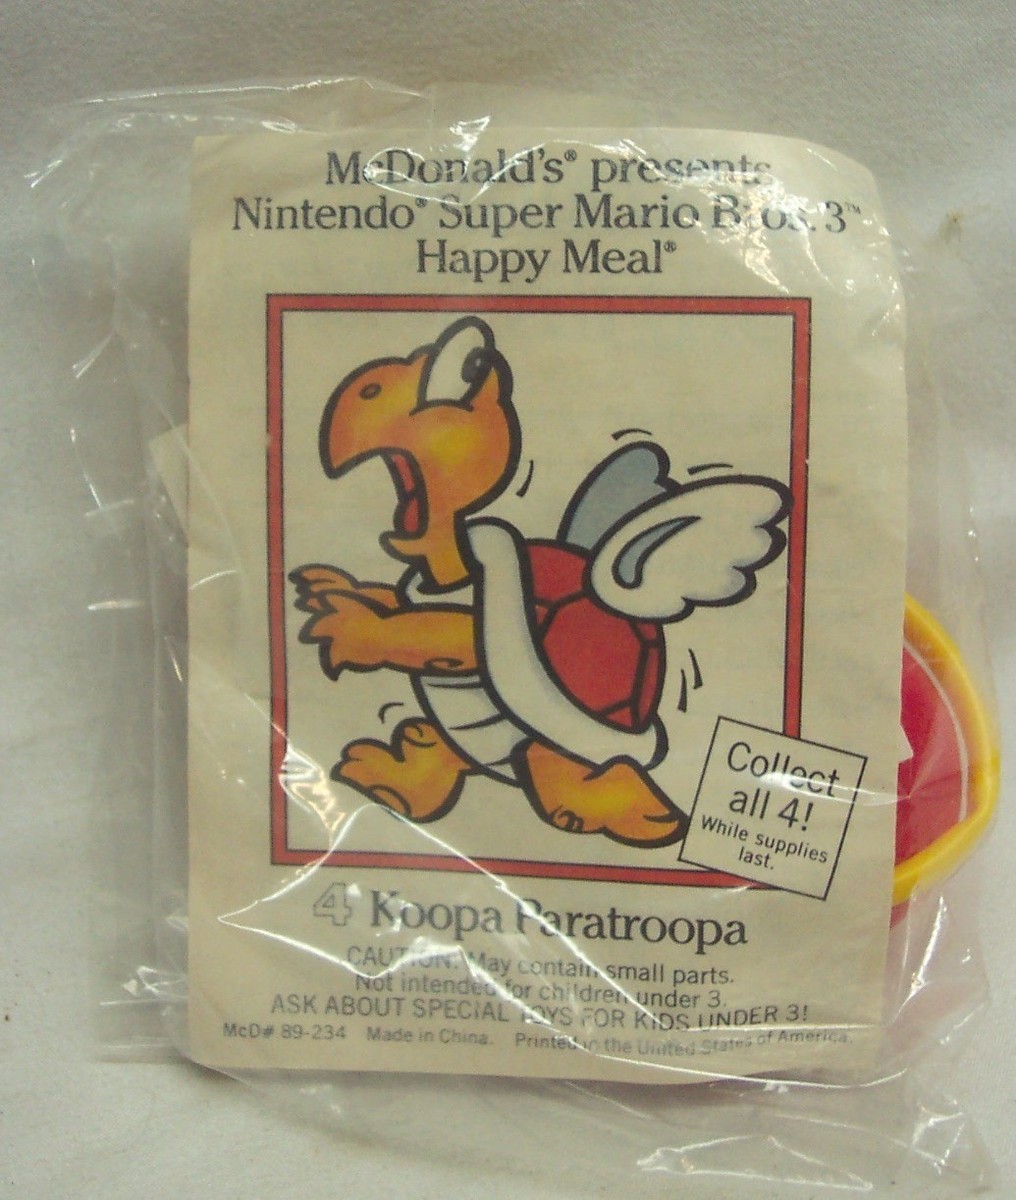 McDonald's® presents
Nintendo® Super Mario Bros. 3™
Happy Meal®
Collect
all 4!
While supplies
last.
4 Koopa Paratroopa
CAUTION: May contain small parts.
Not intended for children under 3.
ASK ABOUT SPECIAL TOYS FOR KIDS UNDER 3!
McD# 89-234 Made in China. Printed in the United States of America.